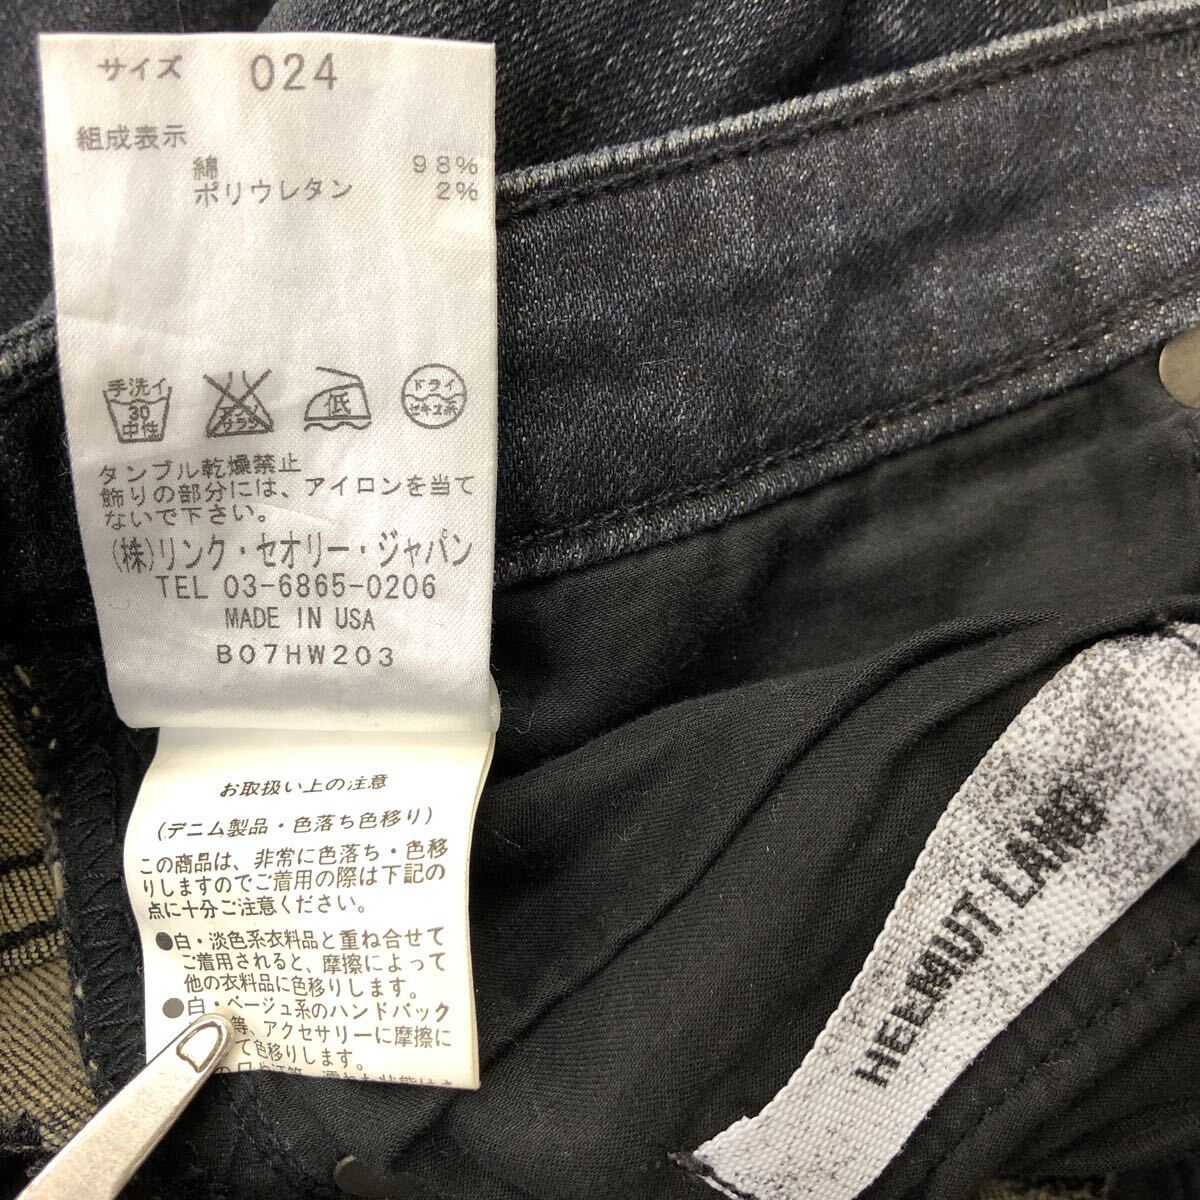 サイズ 024
組成表示
綿 98%
ポリウレタン 2%
手洗イ
30
中性
エンソ
サラシ
低
ドライ
セキユ系
タンブル乾燥禁止
飾りの部分には、アイロンを当て
ないで下さい。
(株)リンク・セオリー・ジャパン
TEL 03-6865-0206
MADE IN USA
B07HW203
お取扱い上の注意
(デニム製品・色落ち色移り)
この商品は、非常に色落ち・色移
りしますのでご着用の際は下記の
点に十分ご注意ください。
●白・淡色系衣料品と重ね合せて
ご着用されると、摩擦によって
他の衣料品に色移りします。
●白・ベージュ系のハンドバック
等、アクセサリーに摩擦に
て色移りします。
HELMUT LANG